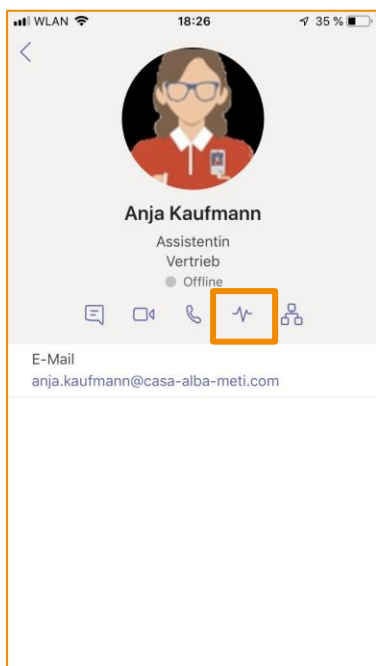 WLAN 18:26 35 %
Anja Kaufmann
Assistentin
Vertrieb
Offline
E-Mail
anja.kaufmann@casa-alba-meti.com